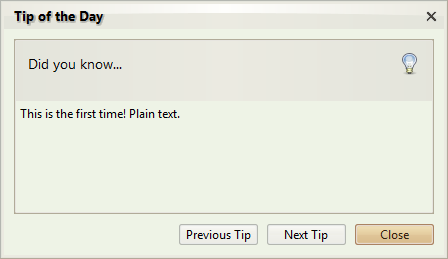 Tip of the Day
Did you know...
This is the first time! Plain text.
Previous Tip
Next Tip
Close